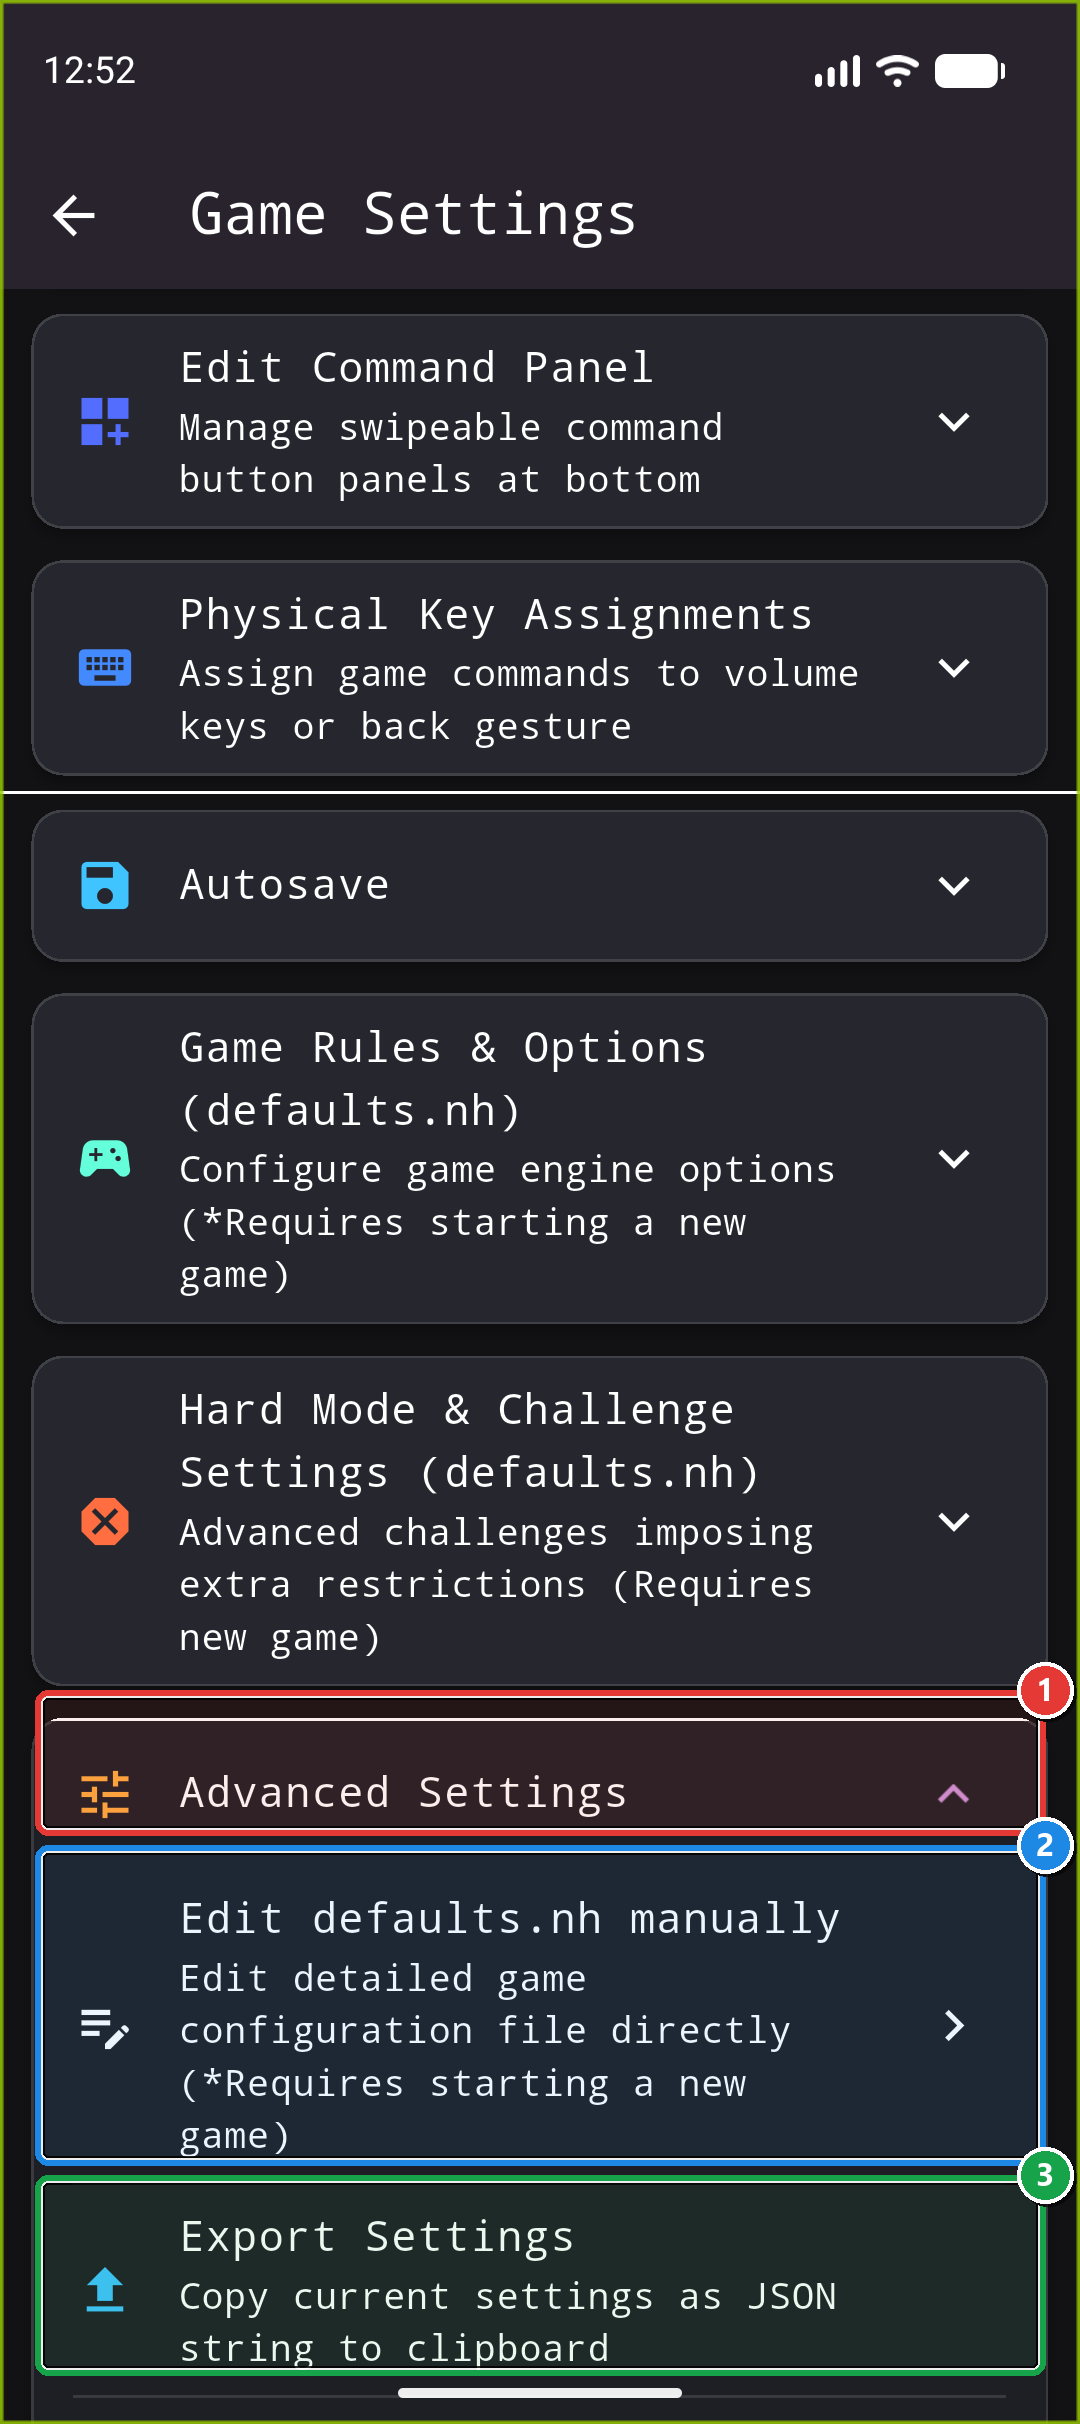 12:52
Game Settings
Edit Command Panel
Manage swipeable command
button panels at bottom
Physical Key Assignments
Assign game commands to volume
keys or back gesture
Autosave
Game Rules & Options
(defaults.nh)
Configure game engine options
(*Requires starting a new
game)
Hard Mode & Challenge
Settings (defaults.nh)
Advanced challenges imposing
extra restrictions (Requires
new game)
1
Advanced Settings
2
Edit defaults.nh manually
Edit detailed game
configuration file directly
(*Requires starting a new
game)
3
Export Settings
Copy current settings as JSON
string to clipboard